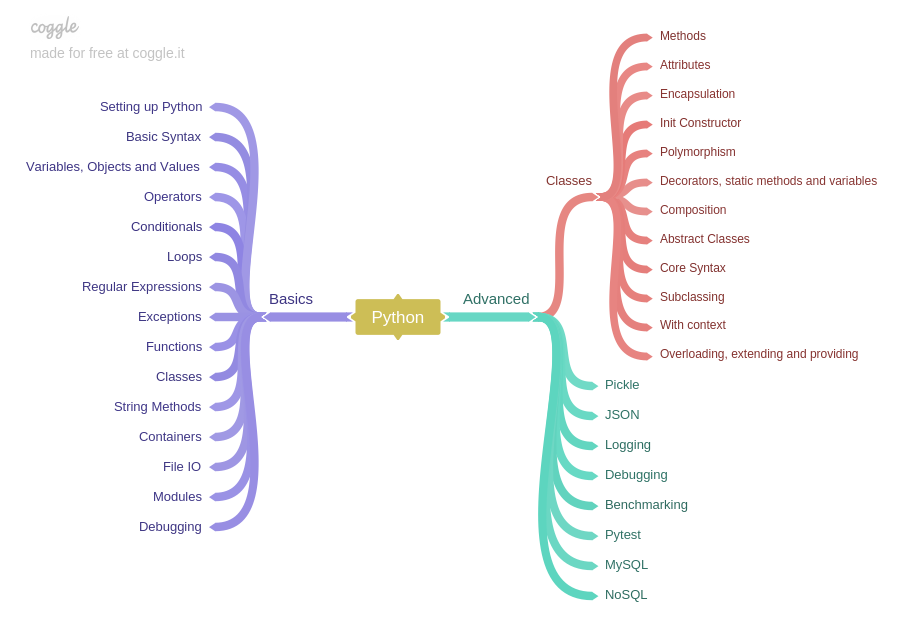 coggle
made for free at coggle.it
Python
Basics
Setting up Python
Basic Syntax
Variables, Objects and Values
Operators
Conditionals
Loops
Regular Expressions
Exceptions
Functions
Classes
String Methods
Containers
File IO
Modules
Debugging
Advanced
Classes
Methods
Attributes
Encapsulation
Init Constructor
Polymorphism
Decorators, static methods and variables
Composition
Abstract Classes
Core Syntax
Subclassing
With context
Overloading, extending and providing
Pickle
JSON
Logging
Debugging
Benchmarking
Pytest
MySQL
NoSQL